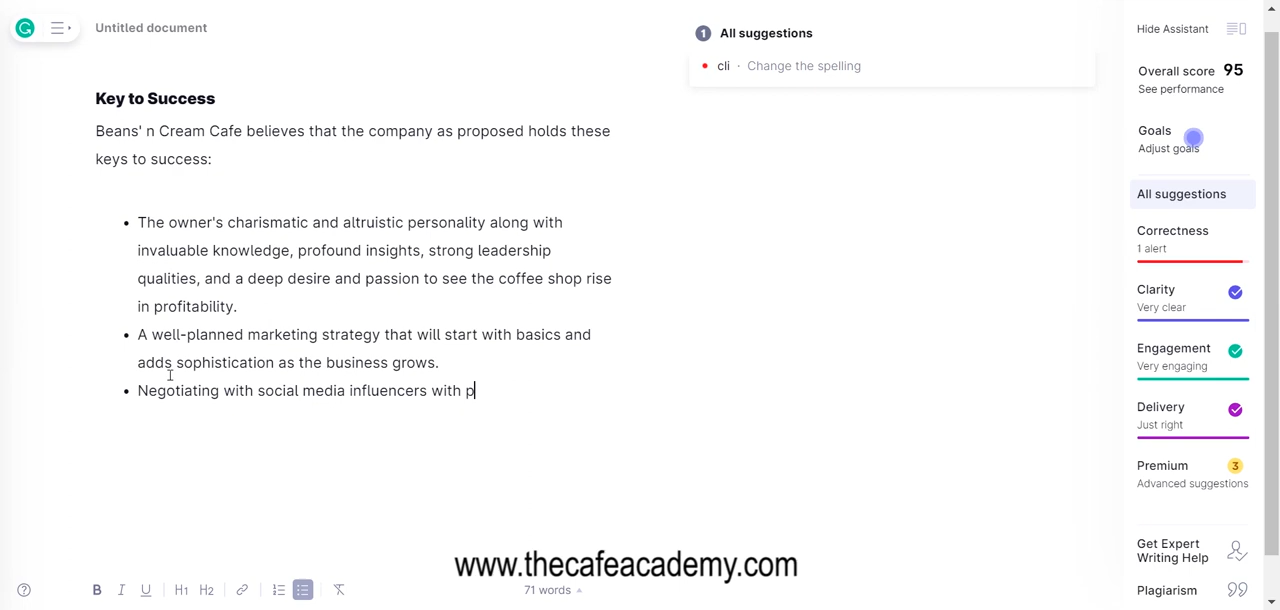 Untitled document
1 All suggestions
Hide Assistant
cli · Change the spelling
Overall score 95
See performance
Key to Success
Beans' n Cream Cafe believes that the company as proposed holds these
keys to success:
Goals
Adjust goals
All suggestions
• The owner's charismatic and altruistic personality along with
invaluable knowledge, profound insights, strong leadership
qualities, and a deep desire and passion to see the coffee shop rise
in profitability.
• A well-planned marketing strategy that will start with basics and
adds sophistication as the business grows.
• Negotiating with social media influencers with p
Correctness
1 alert
Clarity
Very clear
Engagement
Very engaging
Delivery
Just right
Premium 3
Advanced suggestions
Get Expert
Writing Help
Plagiarism
www.thecafeacademy.com
B I U H1 H2
71 words